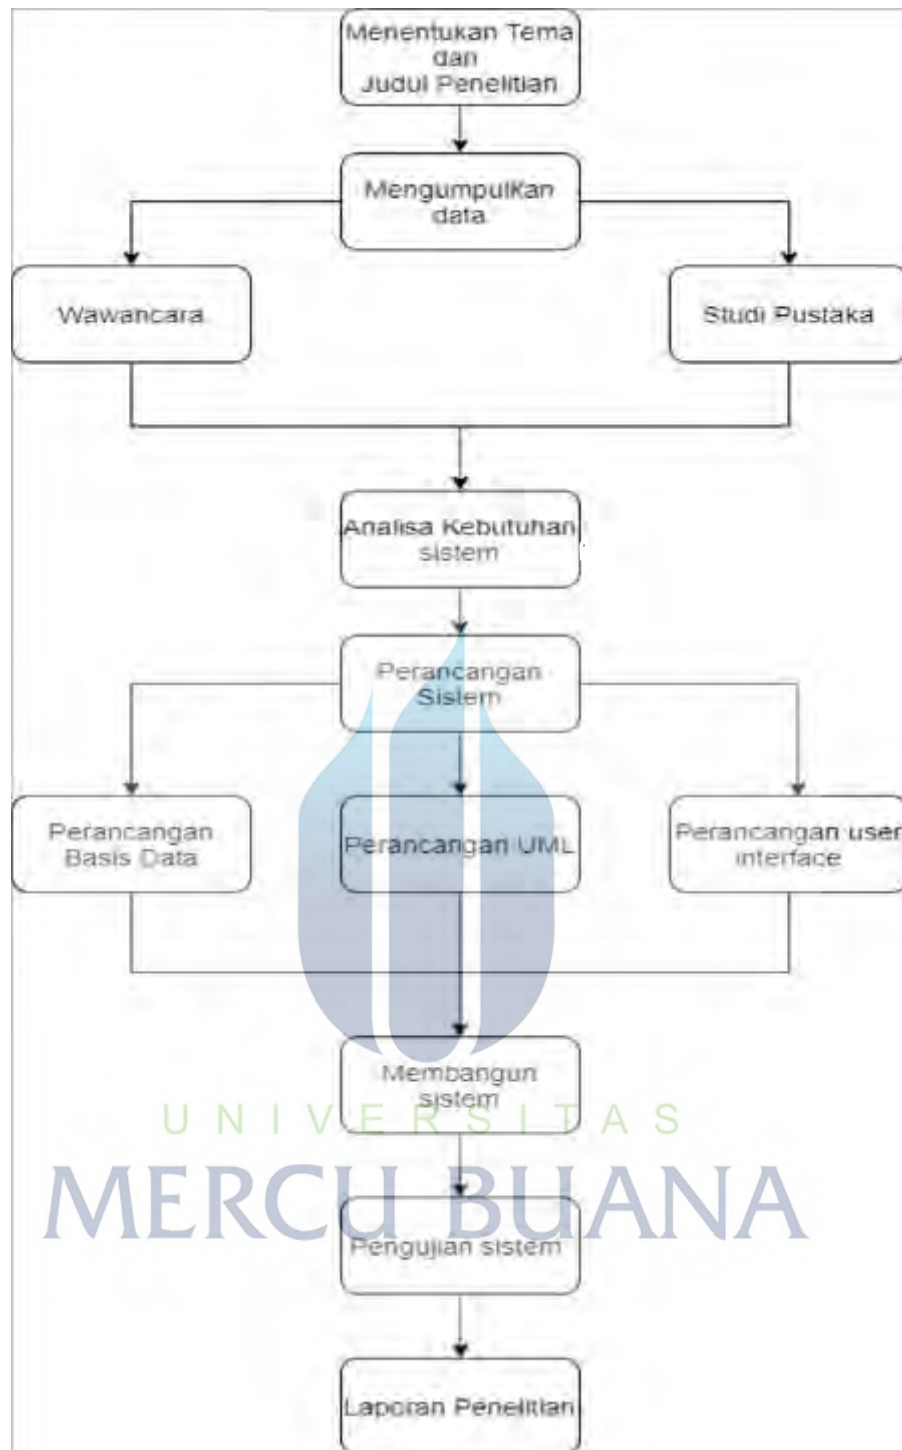 Menentukan Tema
dan
Judul Penelitian
Mengumpulkan
data
Wawancara
Studi Pustaka
Analisa Kebutuhan
sistem
Perancangan
Sistem
Perancangan
Basis Data
Perancangan UML
Perancangan user
interface
Membangun
sistem
UNIVERSITAS
MERCU BUANA
Pengujian sistem
Laporan Penelitian